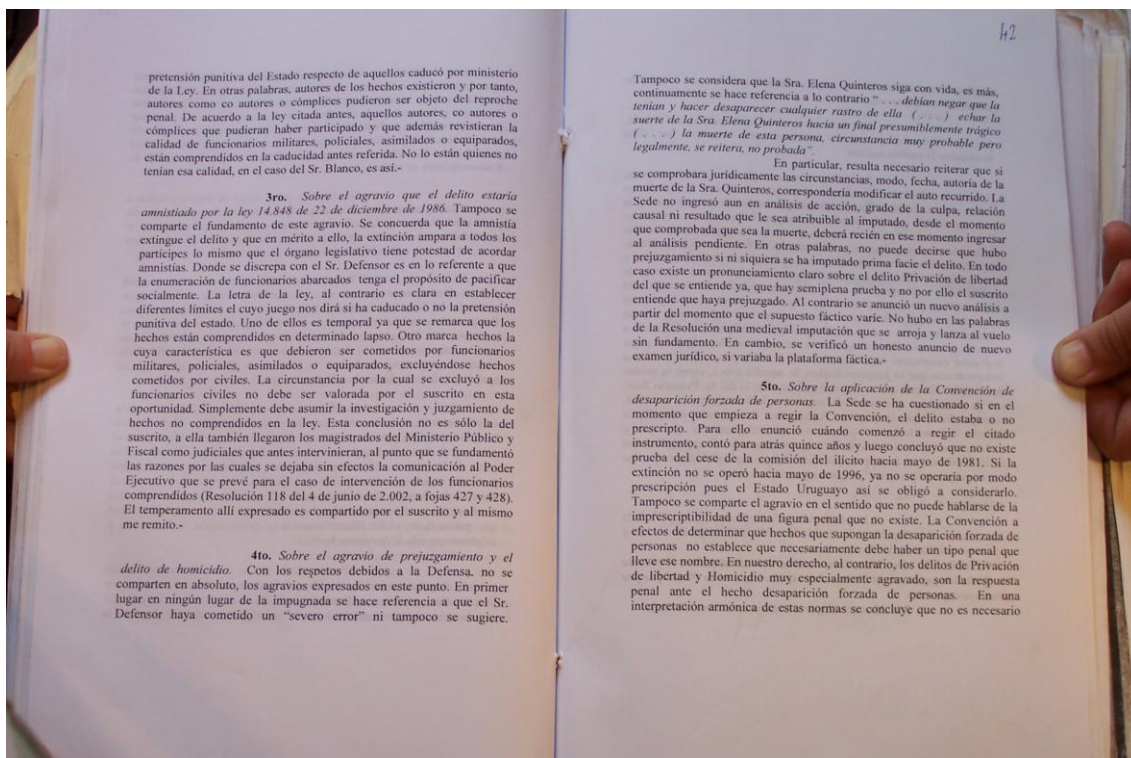 pretensión punitiva del Estado respecto de aquellos caducó por ministerio
de la Ley. En otras palabras, autores de los hechos existieron y por tanto,
autores como co autores o cómplices pudieron ser objeto del reproche
penal. De acuerdo a la ley citada antes, aquellos autores, co autores o
cómplices que pudieran haber participado y que además revistieran la
calidad de funcionarios militares, policiales, asimilados o equiparados,
están comprendidos en la caducidad antes referida. No lo están quienes no
tenían esa calidad, en el caso del Sr. Blanco, es así.-
3ro. Sobre el agravio que el delito estaría
amnistiado por la ley 14.848 de 22 de diciembre de 1986. Tampoco se
comparte el fundamento de este agravio. Se concuerda que la amnistía
extingue el delito y que en mérito a ello, la extinción ampara a todos los
partícipes lo mismo que el órgano legislativo tiene potestad de acordar
amnistías. Donde se discrepa con el Sr. Defensor es en lo referente a que
la enumeración de funcionarios abarcados tenga el propósito de pacificar
socialmente. La letra de la ley, al contrario es clara en establecer
diferentes límites el cuyo juego nos dirá si ha caducado o no la pretensión
punitiva del estado. Uno de ellos es temporal ya que se remarca que los
hechos están comprendidos en determinado lapso. Otro marca hechos la
cuya característica es que debieron ser cometidos por funcionarios
militares, policiales, asimilados o equiparados, excluyéndose hechos
cometidos por civiles. La circunstancia por la cual se excluyó a los
funcionarios civiles no debe ser valorada por el suscrito en esta
oportunidad. Simplemente debe asumir la investigación y juzgamiento de
hechos no comprendidos en la ley. Esta conclusión no es sólo la del
suscrito, a ella también llegaron los magistrados del Ministerio Público y
Fiscal como judiciales que antes intervinieran, al punto que se fundamentó
las razones por las cuales se dejaba sin efectos la comunicación al Poder
Ejecutivo que se prevé para el caso de intervención de los funcionarios
comprendidos (Resolución 118 del 4 de junio de 2.002, a fojas 427 y 428).
El temperamento allí expresado es compartido por el suscrito y al mismo
me remito.-
4to. Sobre el agravio de prejuzgamiento y el
delito de homicidio. Con los respetos debidos a la Defensa, no se
comparten en absoluto, los agravios expresados en este punto. En primer
lugar en ningún lugar de la impugnada se hace referencia a que el Sr.
Defensor haya cometido un “severo error” ni tampoco se sugiere.
42
Tampoco se considera que la Sra. Elena Quinteros siga con vida, es más,
continuamente se hace referencia a lo contrario “ . . . debían negar que la
tenían y hacer desaparecer cualquier rastro de ella ( . . . ) echar la
suerte de la Sra. Elena Quinteros hacia un final presumiblemente trágico
( . . . ) la muerte de esta persona, circunstancia muy probable pero
legalmente, se reitera, no probada”.
En particular, resulta necesario reiterar que si
se comprobara jurídicamente las circunstancias, modo, fecha, autoría de la
muerte de la Sra. Quinteros, correspondería modificar el auto recurrido. La
Sede no ingresó aun en análisis de acción, grado de la culpa, relación
causal ni resultado que le sea atribuible al imputado, desde el momento
que comprobada que sea la muerte, deberá recién en ese momento ingresar
al análisis pendiente. En otras palabras, no puede decirse que hubo
prejuzgamiento si ni siquiera se ha imputado prima facie el delito. En todo
caso existe un pronunciamiento claro sobre el delito Privación de libertad
del que se entiende ya, que hay semiplena prueba y no por ello el suscrito
entiende que haya prejuzgado. Al contrario se anunció un nuevo análisis a
partir del momento que el supuesto fáctico varíe. No hubo en las palabras
de la Resolución una medieval imputación que se arroja y lanza al vuelo
sin fundamento. En cambio, se verificó un honesto anuncio de nuevo
examen jurídico, si variaba la plataforma fáctica.-
5to. Sobre la aplicación de la Convención de
desaparición forzada de personas. La Sede se ha cuestionado si en el
momento que empieza a regir la Convención, el delito estaba o no
prescripto. Para ello enunció cuándo comenzó a regir el citado
instrumento, contó para atrás quince años y luego concluyó que no existe
prueba del cese de la comisión del ilícito hacia mayo de 1981. Si la
extinción no se operó hacia mayo de 1996, ya no se operaría por modo
prescripción pues el Estado Uruguayo así se obligó a considerarlo.
Tampoco se comparte el agravio en el sentido que no puede hablarse de la
imprescriptibilidad de una figura penal que no existe. La Convención a
efectos de determinar que hechos que supongan la desaparición forzada de
personas no establece que necesariamente debe haber un tipo penal que
lleve ese nombre. En nuestro derecho, al contrario, los delitos de Privación
de libertad y Homicidio muy especialmente agravado, son la respuesta
penal ante el hecho desaparición forzada de personas. En una
interpretación armónica de estas normas se concluye que no es necesario